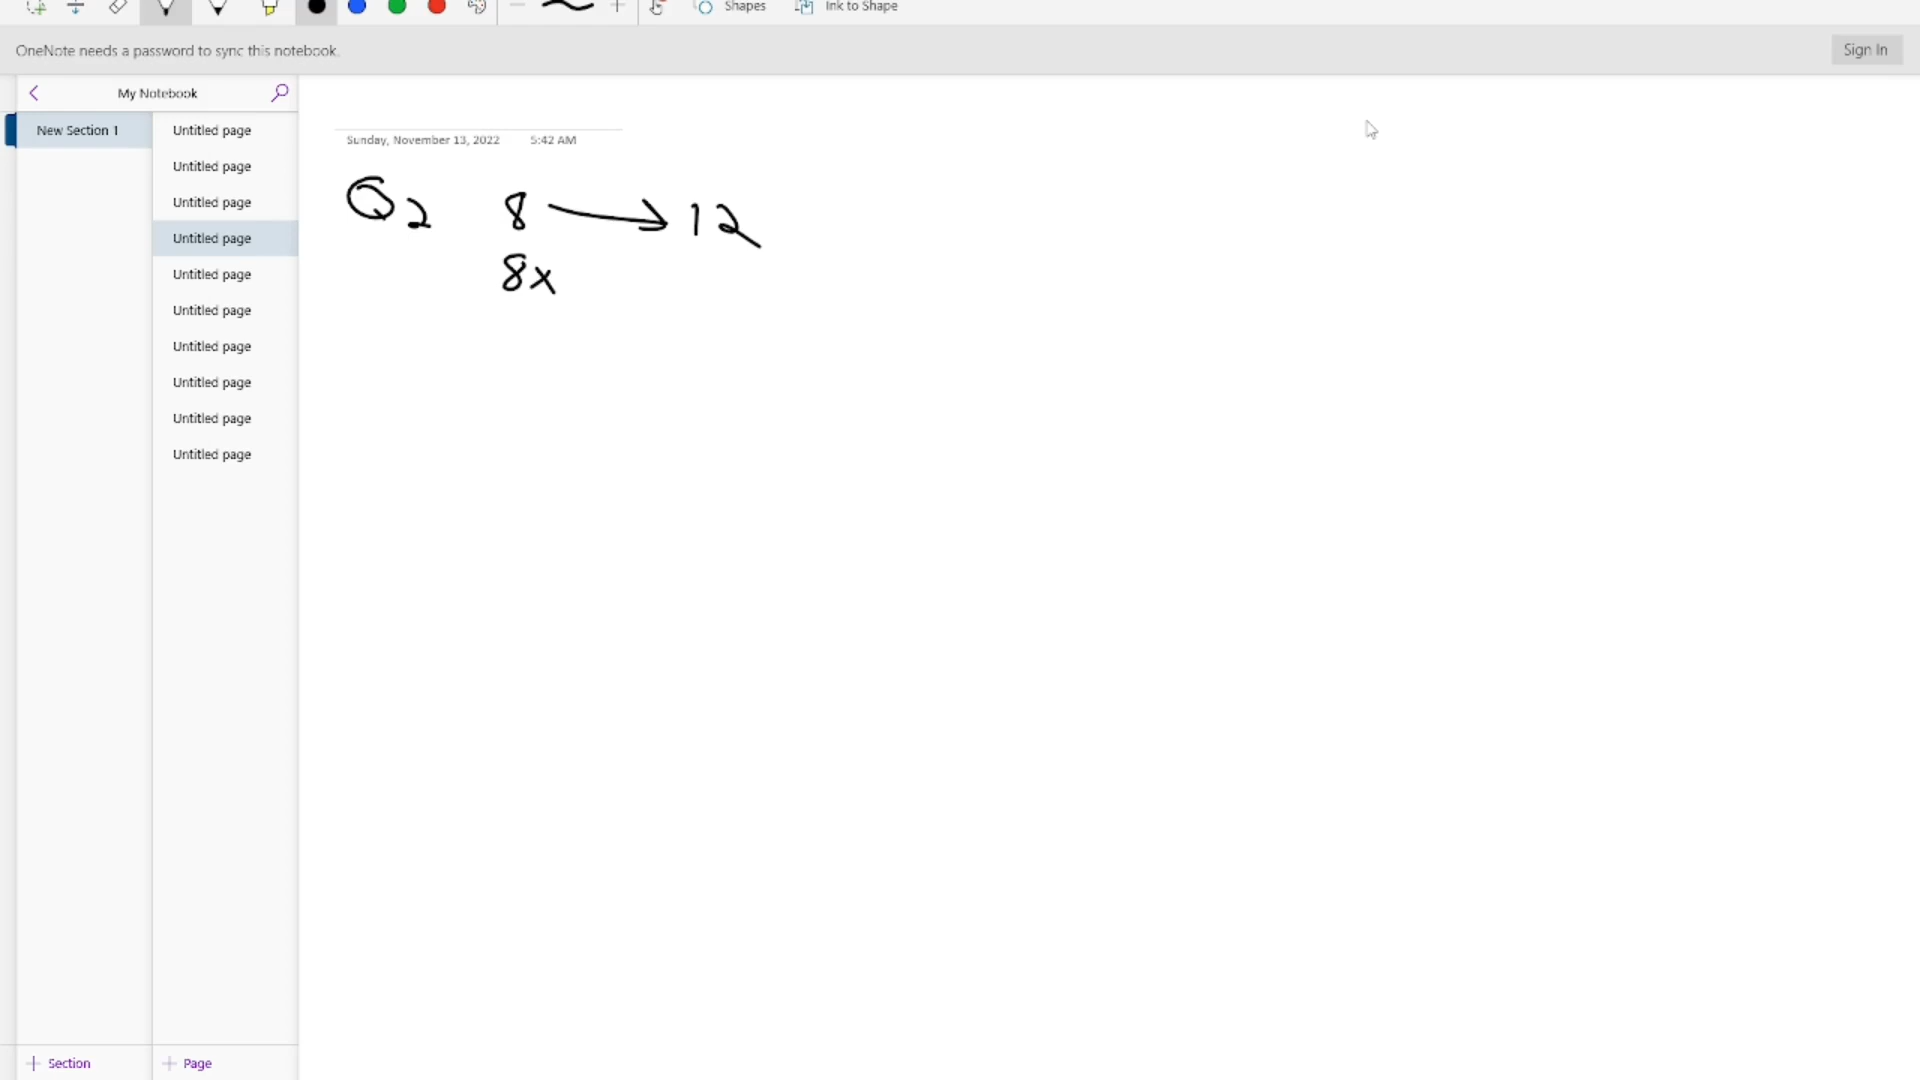 Shapes
Ink to Shape
OneNote needs a password to sync this notebook.
Sign In
My Notebook
New Section 1
Untitled page
Untitled page
Untitled page
Untitled page
Untitled page
Untitled page
Untitled page
Untitled page
Untitled page
Untitled page
Sunday, November 13, 2022 5:42 AM
Q2 8 → 12
8x
+ Section
+ Page